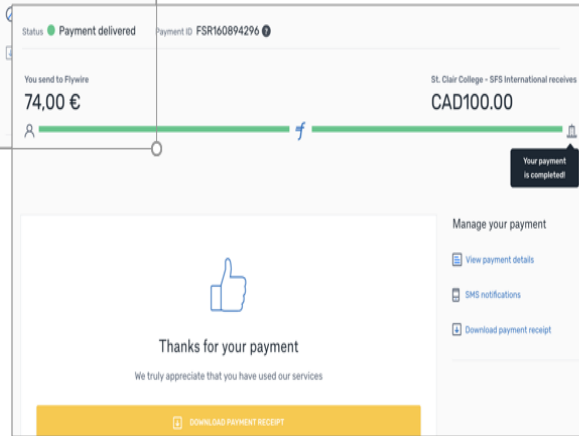 Status Payment delivered Payment ID FSR160894296 ?
You send to Flywire
St. Clair College - SFS International receives
74,00 €
CAD100.00
Your payment
is completed!
Manage your payment
View payment details
SMS notifications
Download payment receipt
Thanks for your payment
We truly appreciate that you have used our services
DOWNLOAD PAYMENT RECEIPT